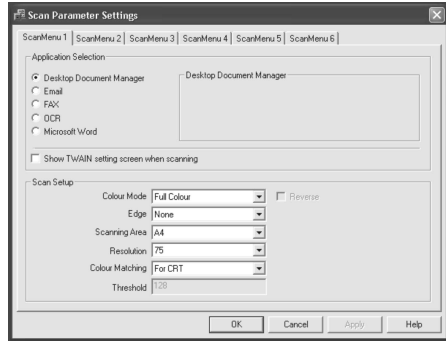 Scan Parameter Settings
ScanMenu 1 ScanMenu 2 ScanMenu 3 ScanMenu 4 ScanMenu 5 ScanMenu 6
Application Selection
Desktop Document Manager
Email
FAX
OCR
Microsoft Word
Desktop Document Manager
Show TWAIN setting screen when scanning
Scan Setup
Colour Mode Full Colour Reverse
Edge None
Scanning Area A4
Resolution 75
Colour Matching For CRT
Threshold 128
OK Cancel Apply Help